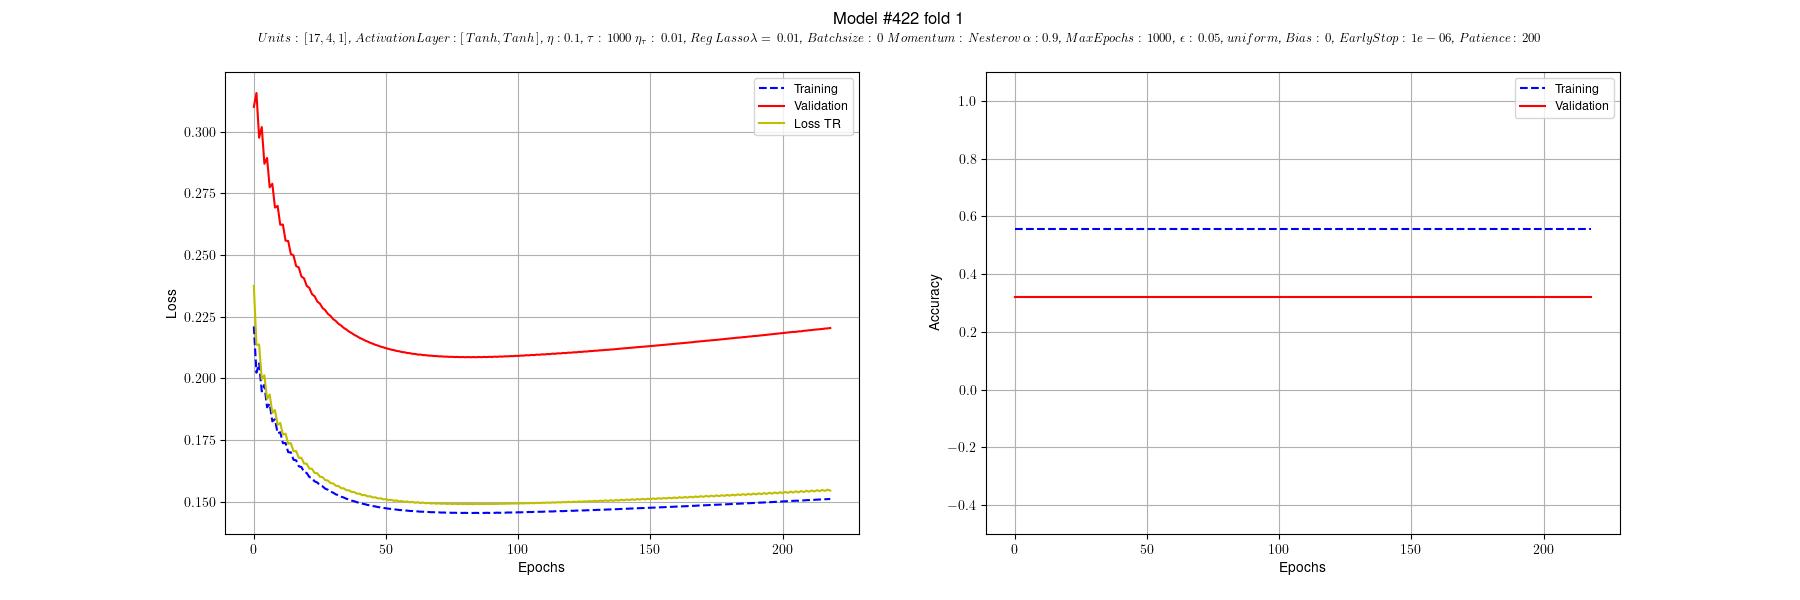 Model #422 fold 1
Units : [17, 4, 1], ActivationLayer : [Tanh, Tanh], η : 0.1, τ : 1000 ητ : 0.01, Reg Lassoλ = 0.01, Batchsize : 0 Momentum : Nesterov α : 0.9, MaxEpochs : 1000, ϵ : 0.05, uniform, Bias : 0, EarlyStop : 1e − 06, Patience : 200
Training
Validation
Loss TR
0.300
0.275
0.250
0.225
0.200
0.175
0.150
Loss
0 50 100 150 200
Epochs
Training
Validation
1.0
0.8
0.6
0.4
0.2
0.0
−0.2
−0.4
Accuracy
0 50 100 150 200
Epochs